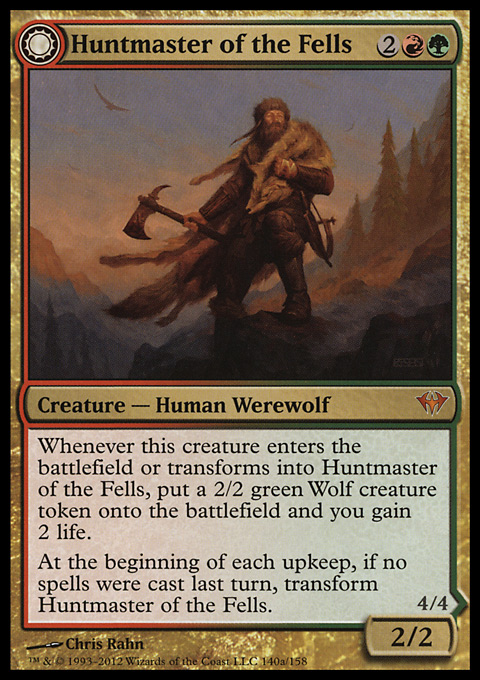 Huntmaster of the Fells 2
Creature — Human Werewolf
Whenever this creature enters the
battlefield or transforms into Huntmaster
of the Fells, put a 2/2 green Wolf creature
token onto the battlefield and you gain
2 life.
At the beginning of each upkeep, if no
spells were cast last turn, transform
Huntmaster of the Fells.
4/4
2/2
Chris Rahn
™ & © 1993–2012 Wizards of the Coast LLC 140a/158